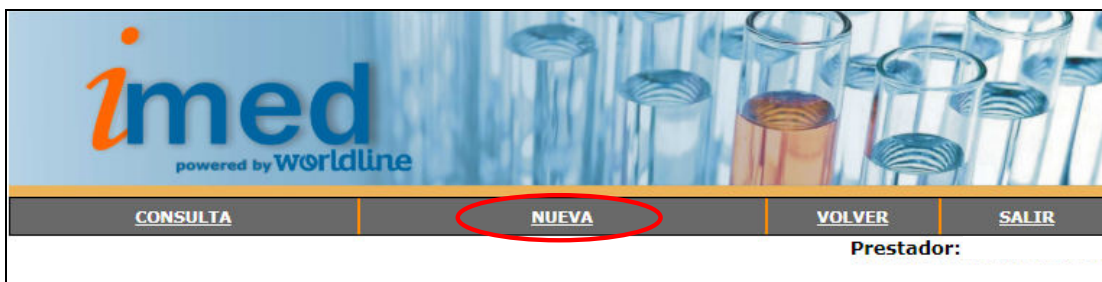 imed
powered by worldline
CONSULTA NUEVA VOLVER SALIR
Prestador: